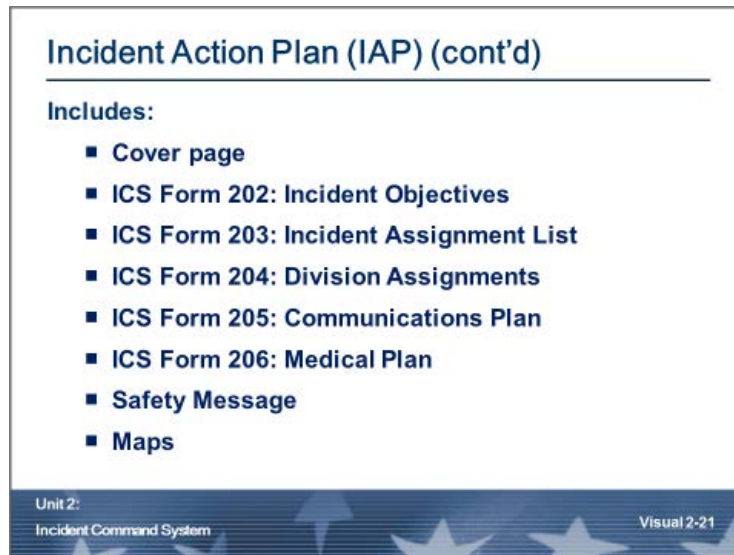 Incident Action Plan (IAP) (cont’d)
Includes:
■ Cover page
■ ICS Form 202: Incident Objectives
■ ICS Form 203: Incident Assignment List
■ ICS Form 204: Division Assignments
■ ICS Form 205: Communications Plan
■ ICS Form 206: Medical Plan
■ Safety Message
■ Maps
Unit 2:
Incident Command System
Visual 2-21